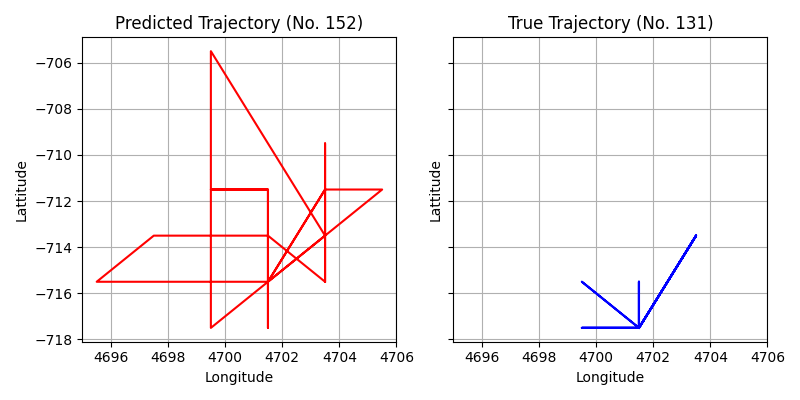 Predicted Trajectory (No. 152)
True Trajectory (No. 131)
−706
−708
−710
−712
−714
−716
−718
Lattitude
Lattitude
4696 4698 4700 4702 4704 4706
4696 4698 4700 4702 4704 4706
Longitude
Longitude